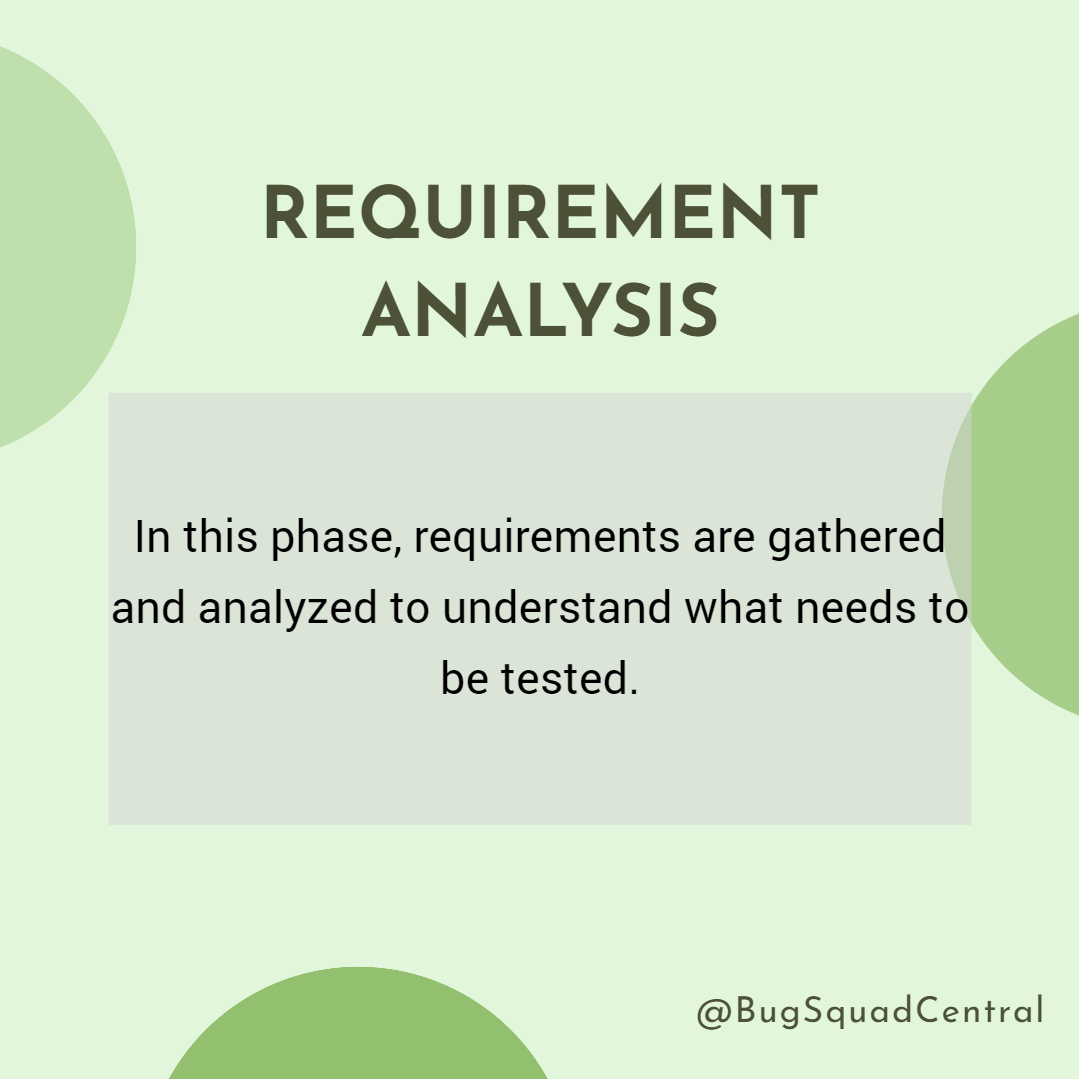 REQUIREMENT
ANALYSIS
In this phase, requirements are gathered
and analyzed to understand what needs to
be tested.
@BugSquadCentral